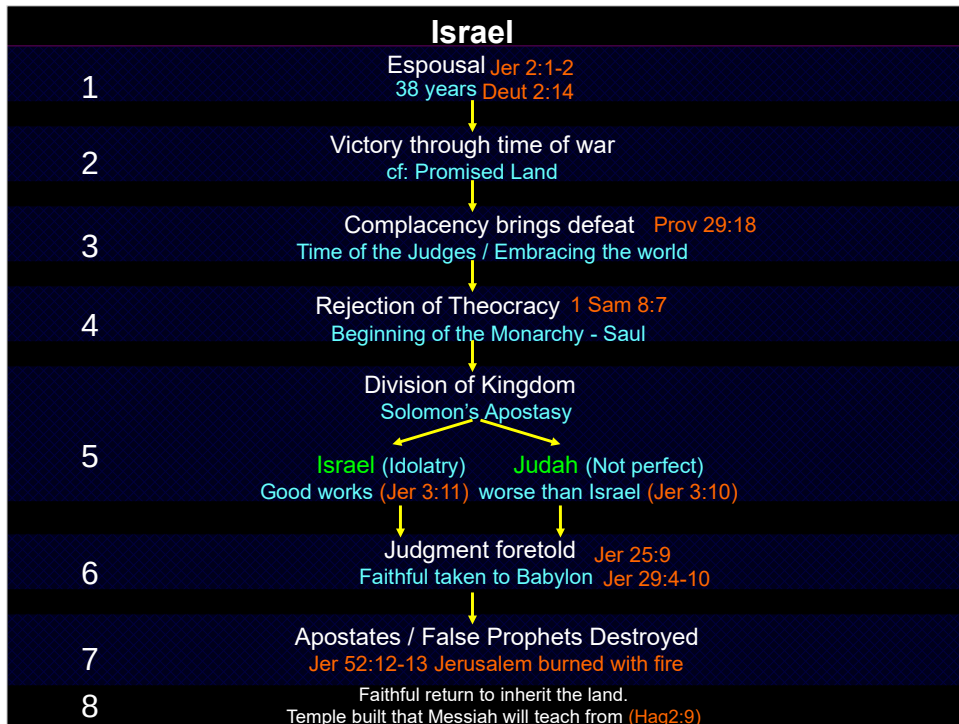 Israel
1
Espousal Jer 2:1-2
38 years Deut 2:14
2
Victory through time of war
cf: Promised Land
3
Complacency brings defeat Prov 29:18
Time of the Judges / Embracing the world
4
Rejection of Theocracy 1 Sam 8:7
Beginning of the Monarchy - Saul
5
Division of Kingdom
Solomon's Apostasy
Israel (Idolatry) Judah (Not perfect)
Good works (Jer 3:11) worse than Israel (Jer 3:10)
6
Judgment foretold Jer 25:9
Faithful taken to Babylon Jer 29:4-10
7
Apostates / False Prophets Destroyed
Jer 52:12-13 Jerusalem burned with fire
8
Faithful return to inherit the land.
Temple built that Messiah will teach from (Hag2:9)